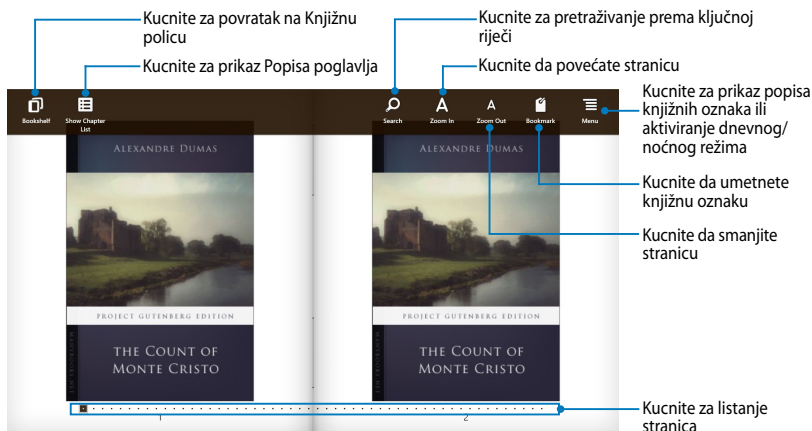 Kucnite za povratak na Knjižnu
policu
Kucnite za prikaz Popisa poglavlja
Kucnite za pretraživanje prema ključnoj
riječi
Kucnite da povećate stranicu
Kucnite za prikaz popisa
knjižnih oznaka ili
aktiviranje dnevnog/
noćnog režima
Kucnite da umetnete
knjižnu oznaku
Kucnite da smanjite
stranicu
Kucnite za listanje
stranica
Bookshelf
Show Chapter
List
Search
Zoom In
Zoom Out
Bookmark
Menu
ALEXANDRE DUMAS
PROJECT GUTENBERG EDITION
THE COUNT OF
MONTE CRISTO
1
ALEXANDRE DUMAS
PROJECT GUTENBERG EDITION
THE COUNT OF
MONTE CRISTO
2